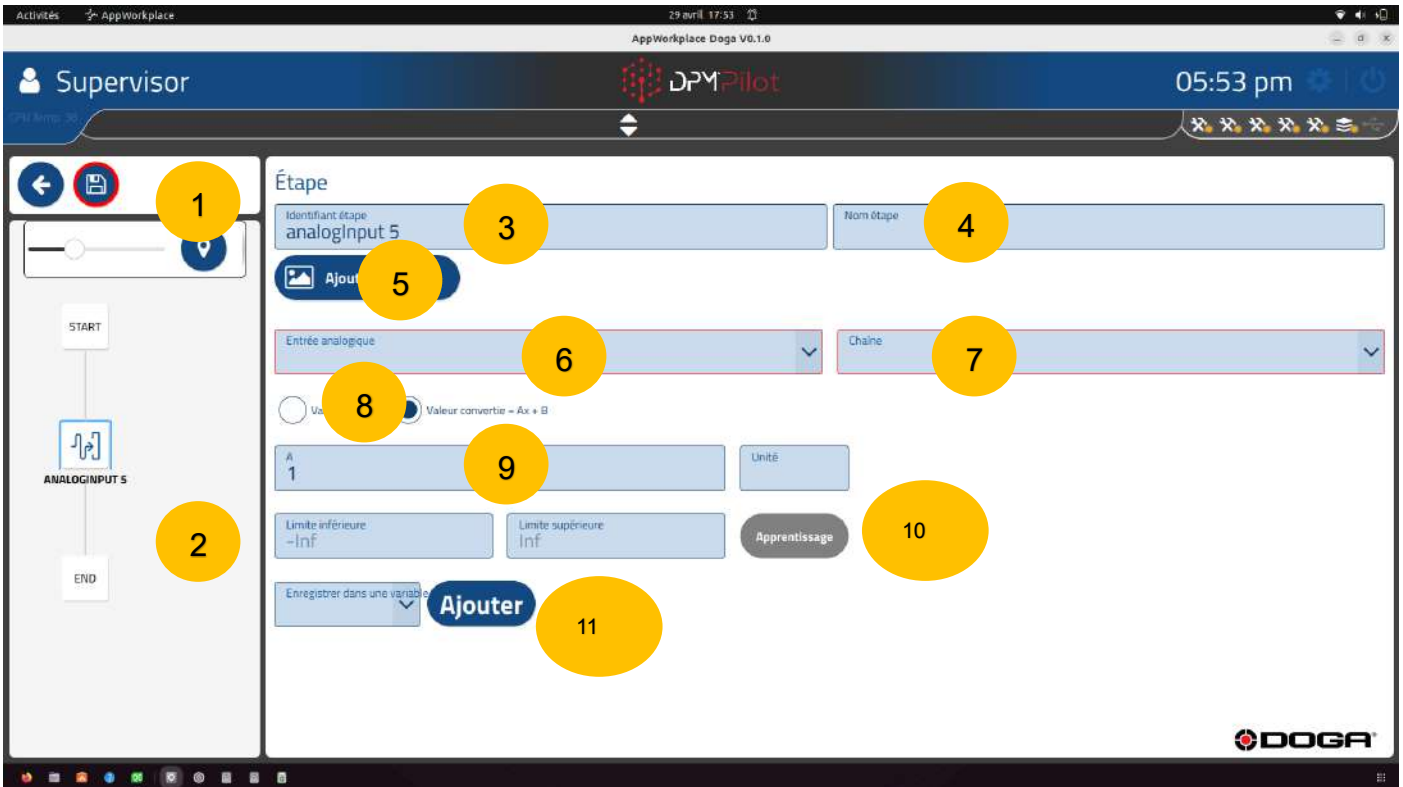 Activités AppWorkplace 29 avril 17:53
AppWorkplace Doga V0.1.0
Supervisor DPMPilot 05:53 pm
1
Étape
Identifiant étape
analogInput 5
3
Nom étape
4
Ajout
5
START
Entrée analogique
6
Chaîne
7
8
Valeur convertie = Ax + B
ANALOGINPUT 5
A
1
9
Unité
2
Limite inférieure
-Inf
Limite supérieure
Inf
Apprentissage
10
END
Enregistrer dans une variable
Ajouter
11
DOGA